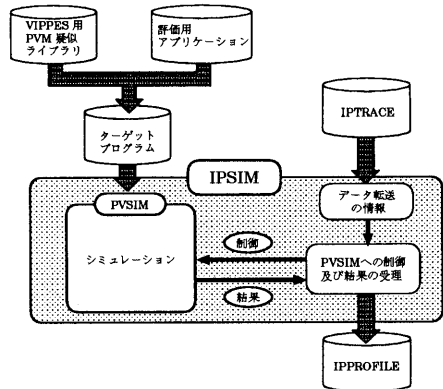 VIPPES 用
PVM 疑似
ライブラリ
評価用
アプリケーション
ターゲット
プログラム
IPTRACE
IPSIM
PVSIM
データ転送
の情報
シミュレーション
制御
PVSIMへの制御
及び結果の受理
結果
IPPROFILE